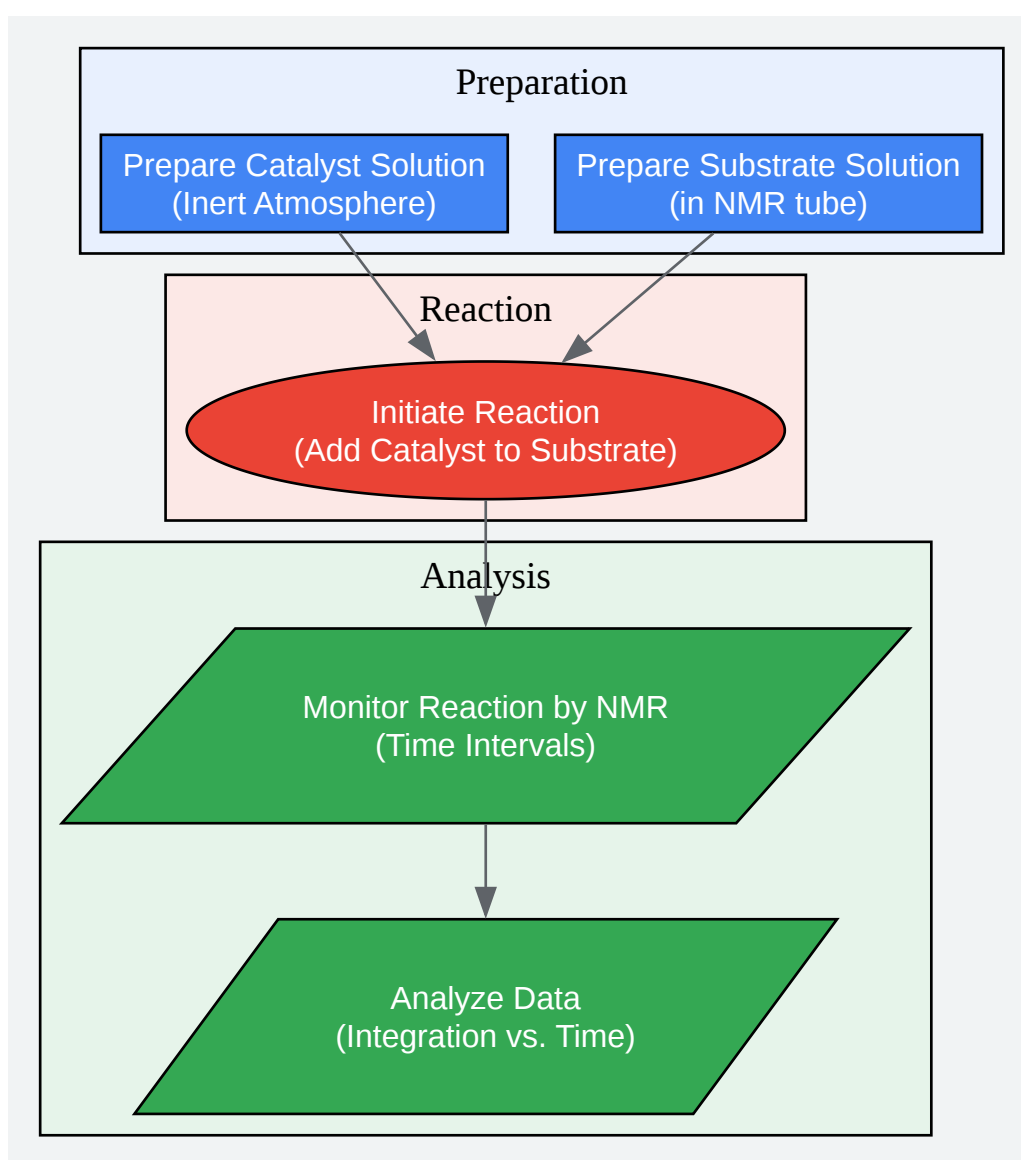 Preparation
Prepare Catalyst Solution
(Inert Atmosphere)
Prepare Substrate Solution
(in NMR tube)
Reaction
Initiate Reaction
(Add Catalyst to Substrate)
Analysis
Monitor Reaction by NMR
(Time Intervals)
Analyze Data
(Integration vs. Time)